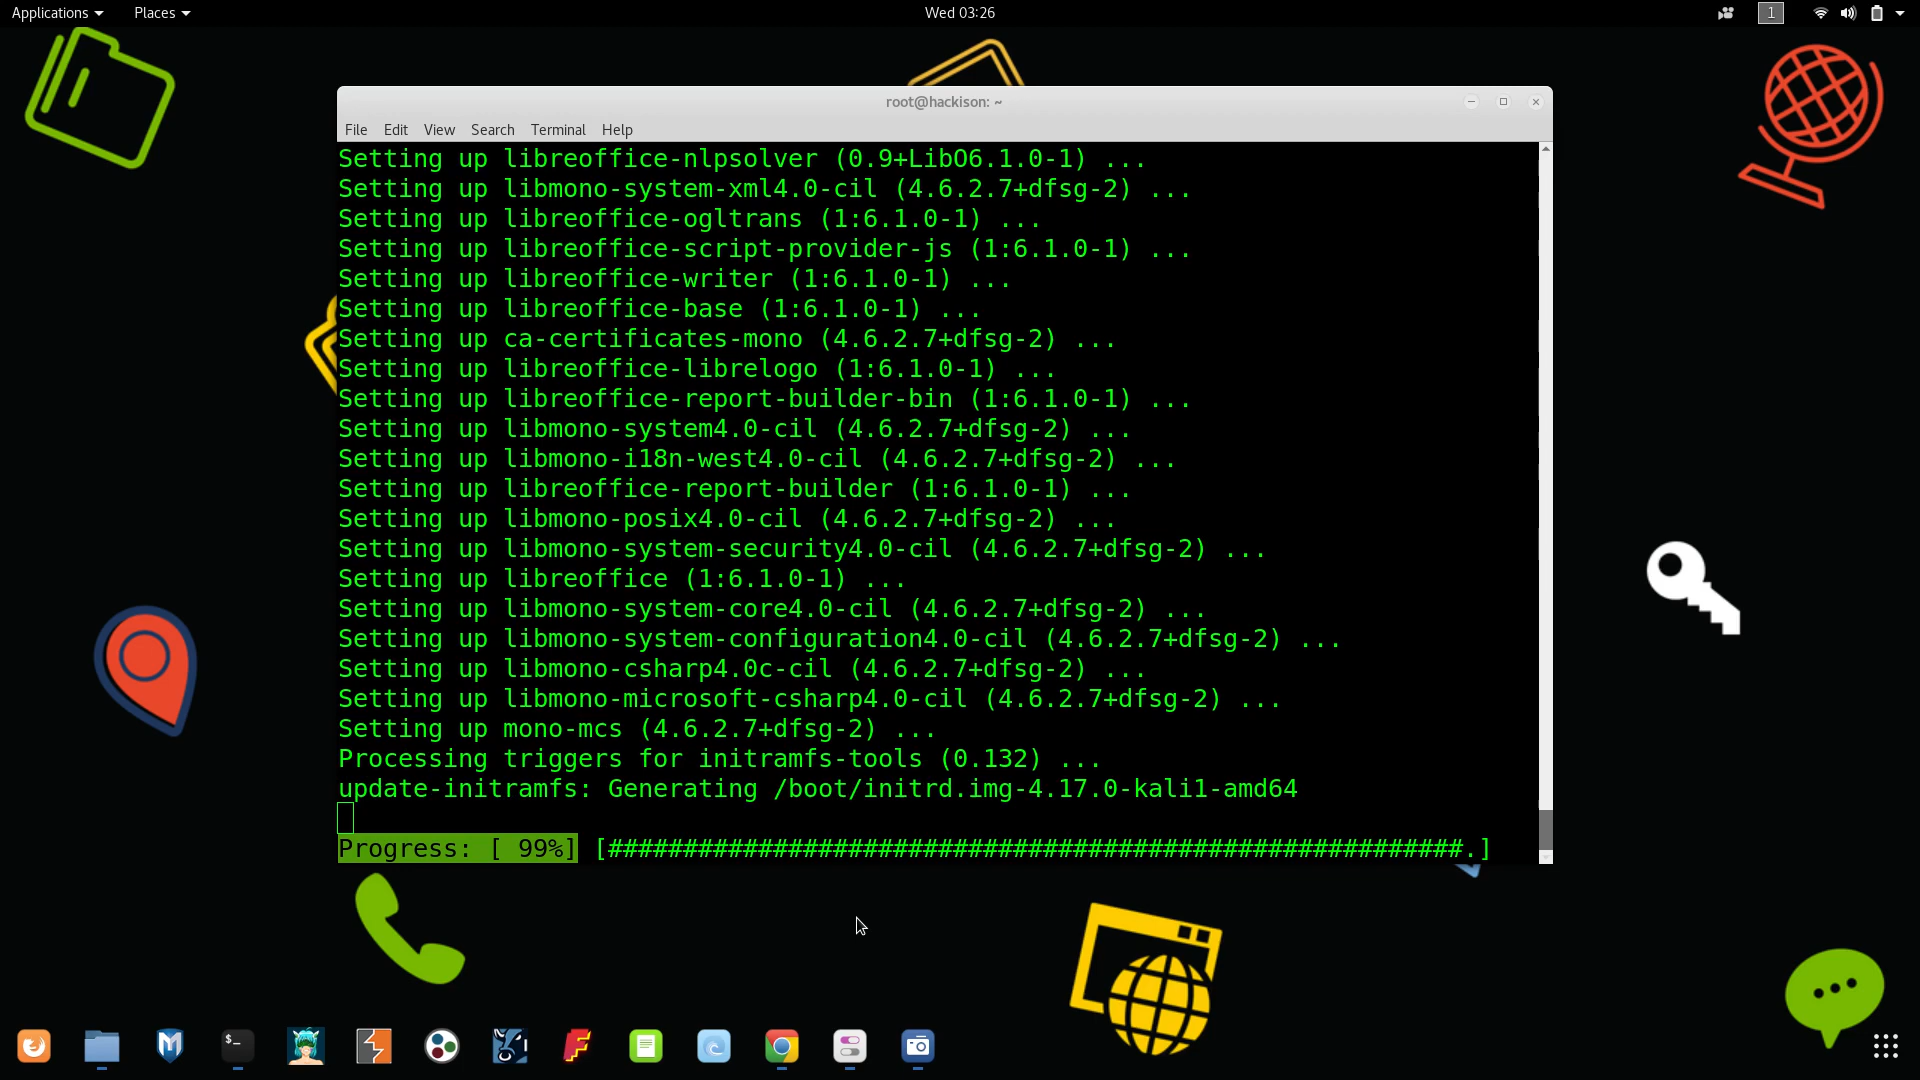 Applications Places Wed 03:26 1
root@hackison: ~
File Edit View Search Terminal Help
Setting up libreoffice-nlpsolver (0.9+LibO6.1.0-1) ...
Setting up libmono-system-xml4.0-cil (4.6.2.7+dfsg-2) ...
Setting up libreoffice-ogltrans (1:6.1.0-1) ...
Setting up libreoffice-script-provider-js (1:6.1.0-1) ...
Setting up libreoffice-writer (1:6.1.0-1) ...
Setting up libreoffice-base (1:6.1.0-1) ...
Setting up ca-certificates-mono (4.6.2.7+dfsg-2) ...
Setting up libreoffice-librelogo (1:6.1.0-1) ...
Setting up libreoffice-report-builder-bin (1:6.1.0-1) ...
Setting up libmono-system4.0-cil (4.6.2.7+dfsg-2) ...
Setting up libmono-i18n-west4.0-cil (4.6.2.7+dfsg-2) ...
Setting up libreoffice-report-builder (1:6.1.0-1) ...
Setting up libmono-posix4.0-cil (4.6.2.7+dfsg-2) ...
Setting up libmono-system-security4.0-cil (4.6.2.7+dfsg-2) ...
Setting up libreoffice (1:6.1.0-1) ...
Setting up libmono-system-core4.0-cil (4.6.2.7+dfsg-2) ...
Setting up libmono-system-configuration4.0-cil (4.6.2.7+dfsg-2) ...
Setting up libmono-csharp4.0c-cil (4.6.2.7+dfsg-2) ...
Setting up libmono-microsoft-csharp4.0-cil (4.6.2.7+dfsg-2) ...
Setting up mono-mcs (4.6.2.7+dfsg-2) ...
Processing triggers for initramfs-tools (0.132) ...
update-initramfs: Generating /boot/initrd.img-4.17.0-kali1-amd64
Progress: [ 99%] [#########################################################.]